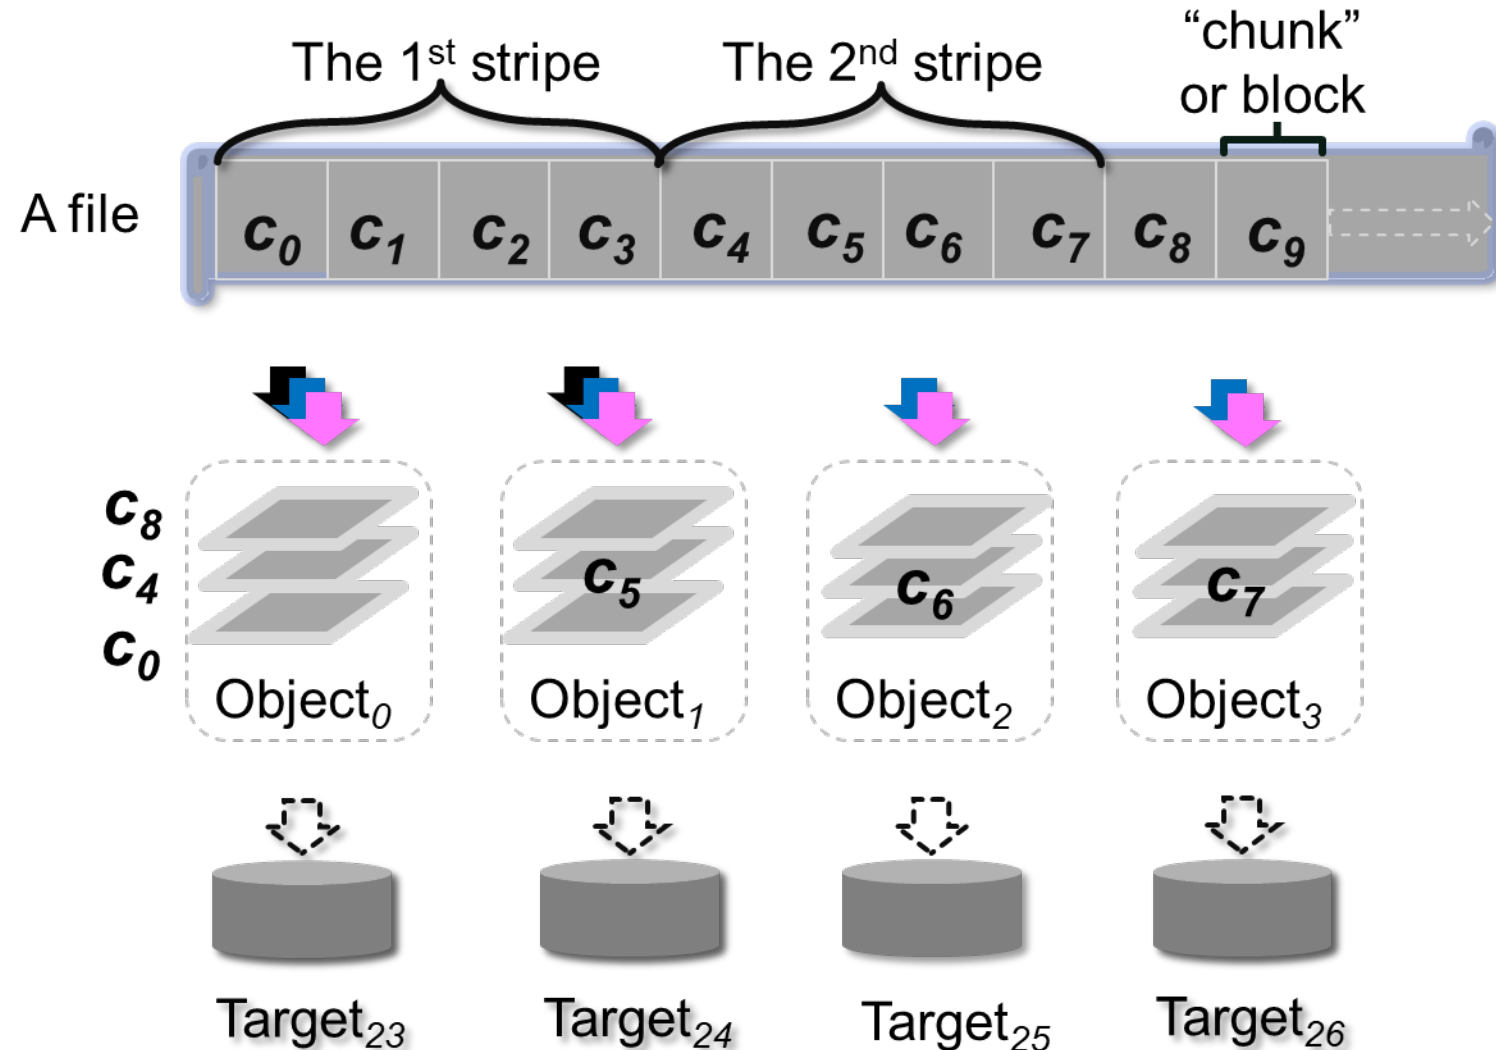 The 1st stripe
The 2nd stripe
“chunk”
or block
A file
c0 c1 c2 c3 c4 c5 c6 c7 c8 c9
c8
c4
c0
c5
c6
c7
Object0
Object1
Object2
Object3
Target23
Target24
Target25
Target26